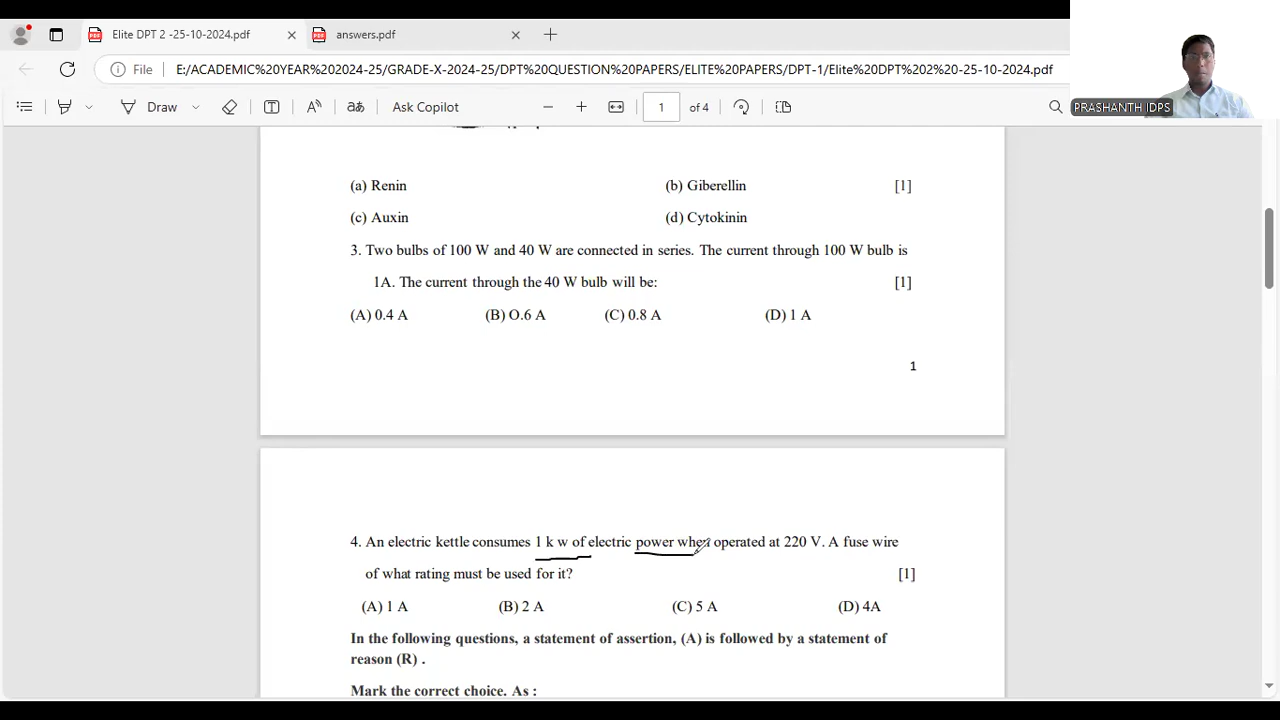 Elite DPT 2 -25-10-2024.pdf
answers.pdf
File
E:/ACADEMIC%20YEAR%202024-25/GRADE-X-2024-25/DPT%20QUESTION%20PAPERS/ELITE%20PAPERS/DPT-1/Elite%20DPT%202%20-25-10-2024.pdf
Draw
aあ
Ask Copilot
1 of 4
PRASHANTH IDPS
(a) Renin (b) Giberellin [1]
(c) Auxin (d) Cytokinin
3. Two bulbs of 100 W and 40 W are connected in series. The current through 100 W bulb is
1A. The current through the 40 W bulb will be: [1]
(A) 0.4 A (B) O.6 A (C) 0.8 A (D) 1 A
1
4. An electric kettle consumes 1 k w of electric power when operated at 220 V. A fuse wire
of what rating must be used for it? [1]
(A) 1 A (B) 2 A (C) 5 A (D) 4A
In the following questions, a statement of assertion, (A) is followed by a statement of
reason (R) .
Mark the correct choice. As :